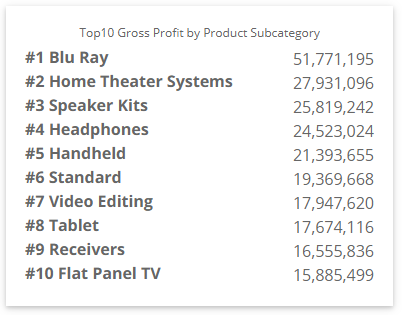 Top10 Gross Profit by Product Subcategory
#1 Blu Ray 51,771,195
#2 Home Theater Systems 27,931,096
#3 Speaker Kits 25,819,242
#4 Headphones 24,523,024
#5 Handheld 21,393,655
#6 Standard 19,369,668
#7 Video Editing 17,947,620
#8 Tablet 17,674,116
#9 Receivers 16,555,836
#10 Flat Panel TV 15,885,499